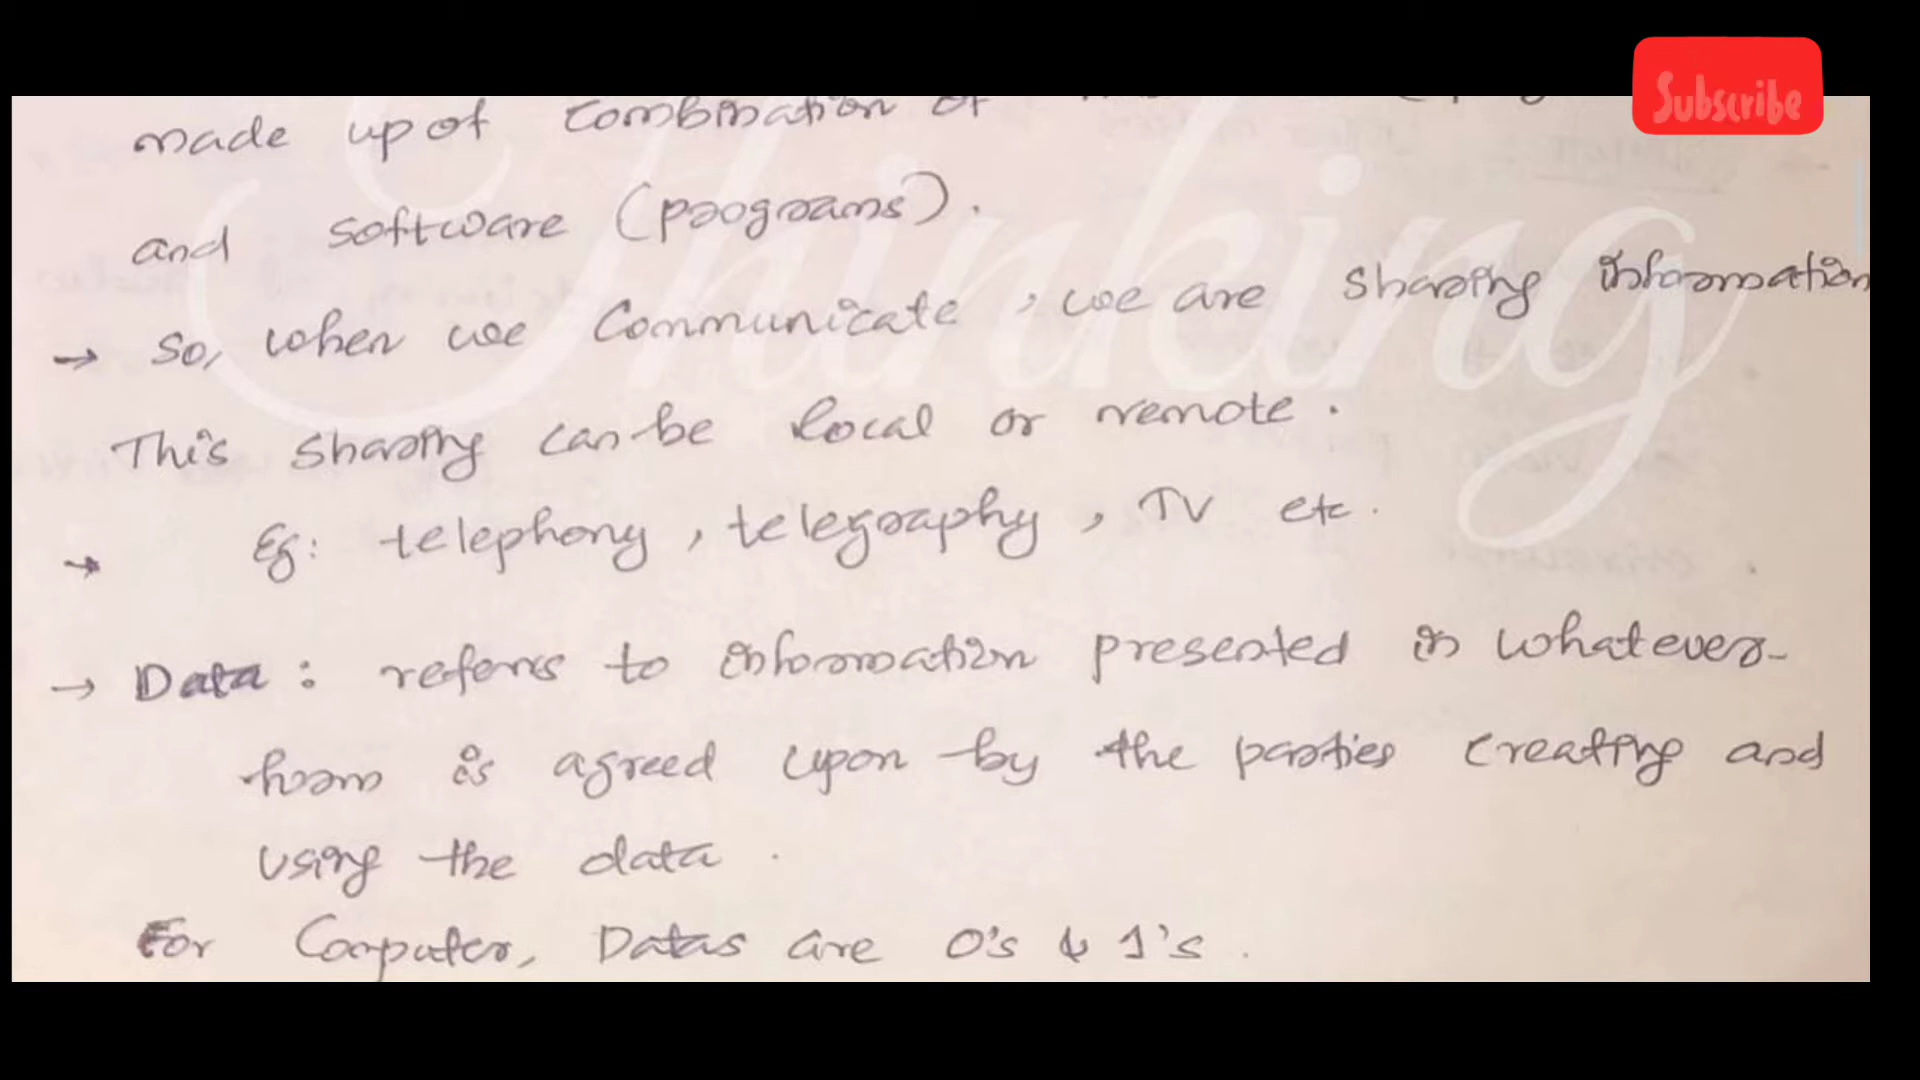 Subscribe
made up of combination of
and software (programs).
→ so, when we communicate, we are sharing information
This sharing can be local or remote.
→ Eg: telephony, telegraphy, TV etc.
→ Data: refers to information presented in whatever-
form is agreed upon by the parties creating and
using the data.
For Computer, Datas are 0's & 1's.
Thinking